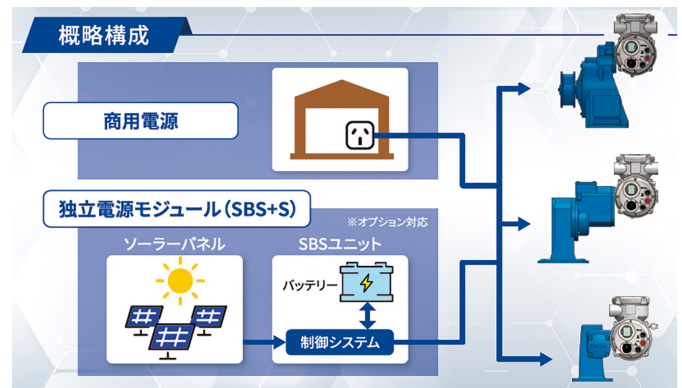 概略構成
商用電源
独立電源モジュール(SBS+S)
※オプション対応
ソーラーパネル
SBSユニット
バッテリー
制御システム